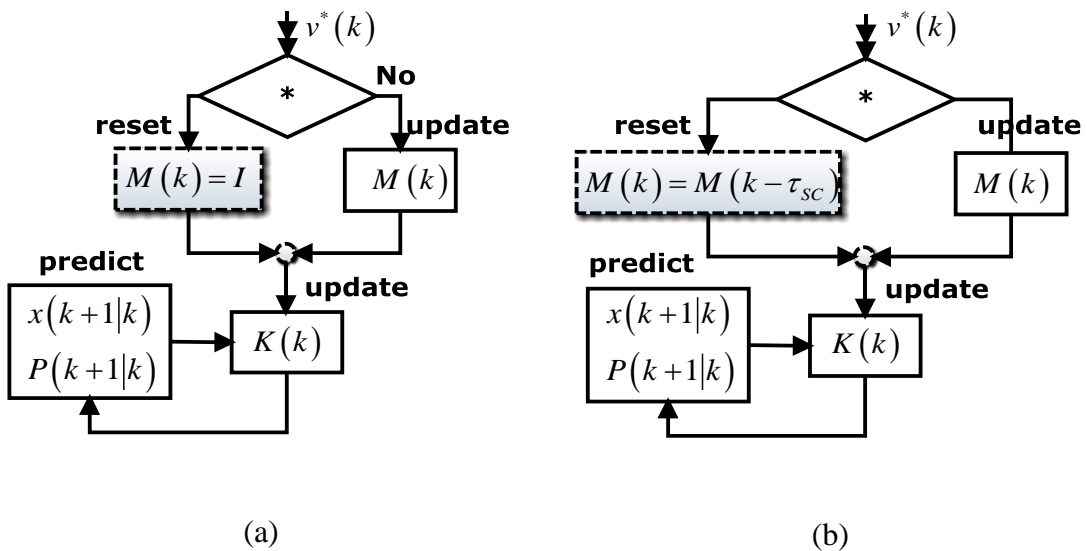 v*(k)
*
No
reset
update
M(k) = I
M(k)
predict
update
x(k+1|k)
P(k+1|k)
K(k)
(a)
v*(k)
*
reset
update
M(k) = M(k − τ_SC)
M(k)
predict
update
x(k+1|k)
P(k+1|k)
K(k)
(b)